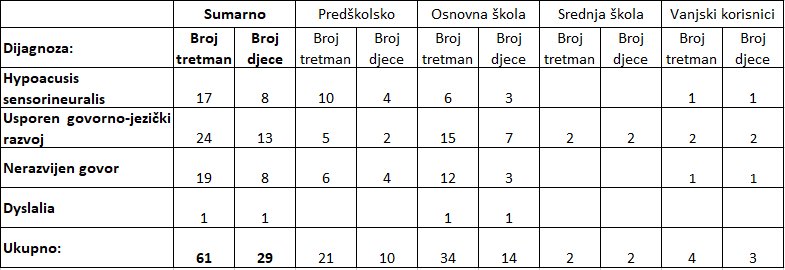 Sumarno Predškolsko Osnovna škola Srednja škola Vanjski korisnici
Dijagnoza: Broj tretman Broj djece Broj tretman Broj djece Broj tretman Broj djece Broj tretman Broj djece Broj tretman Broj djece
Hypoacusis
sensorineuralis 17 8 10 4 6 3 1 1
Usporen govorno-jezički
razvoj 24 13 5 2 15 7 2 2 2 2
Nerazvijen govor 19 8 6 4 12 3 1 1
Dyslalia 1 1 1 1
Ukupno: 61 29 21 10 34 14 2 2 4 3